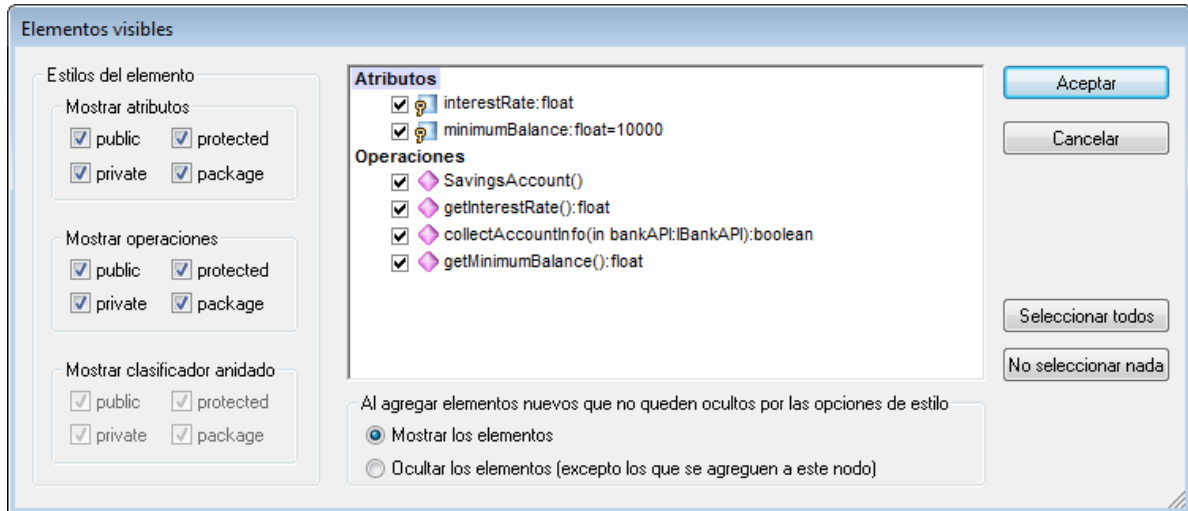 Elementos visibles
Estilos del elemento
Mostrar atributos
public protected
private package
Mostrar operaciones
public protected
private package
Mostrar clasificador anidado
public protected
private package
Atributos
interestRate:float
minimumBalance:float=10000
Operaciones
SavingsAccount()
getInterestRate():float
collectAccountInfo(in bankAPI:IBankAPI):boolean
getMinimumBalance():float
Al agregar elementos nuevos que no queden ocultos por las opciones de estilo
Mostrar los elementos
Ocultar los elementos (excepto los que se agreguen a este nodo)
Aceptar
Cancelar
Seleccionar todos
No seleccionar nada